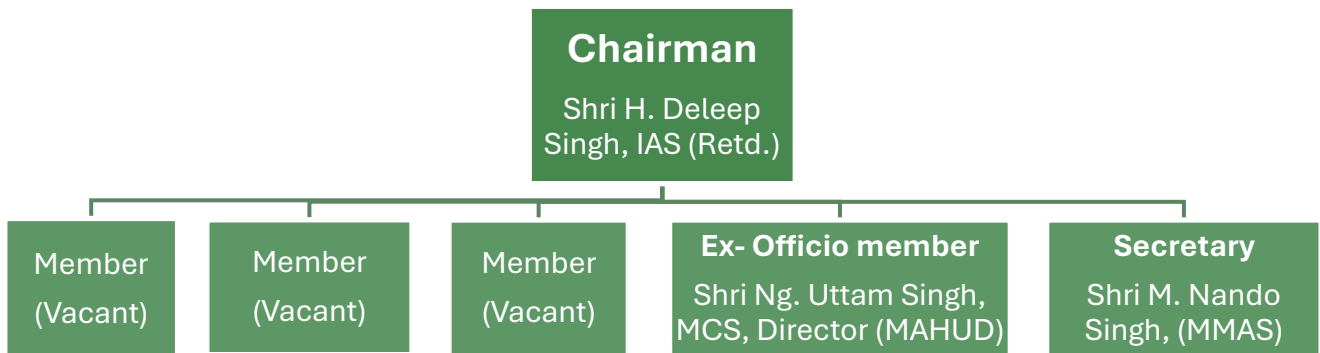 Chairman
Shri H. Deleep
Singh, IAS (Retd.)
Member
(Vacant)
Member
(Vacant)
Member
(Vacant)
Ex- Officio member
Shri Ng. Uttam Singh,
MCS, Director (MAHUD)
Secretary
Shri M. Nando
Singh, (MMAS)